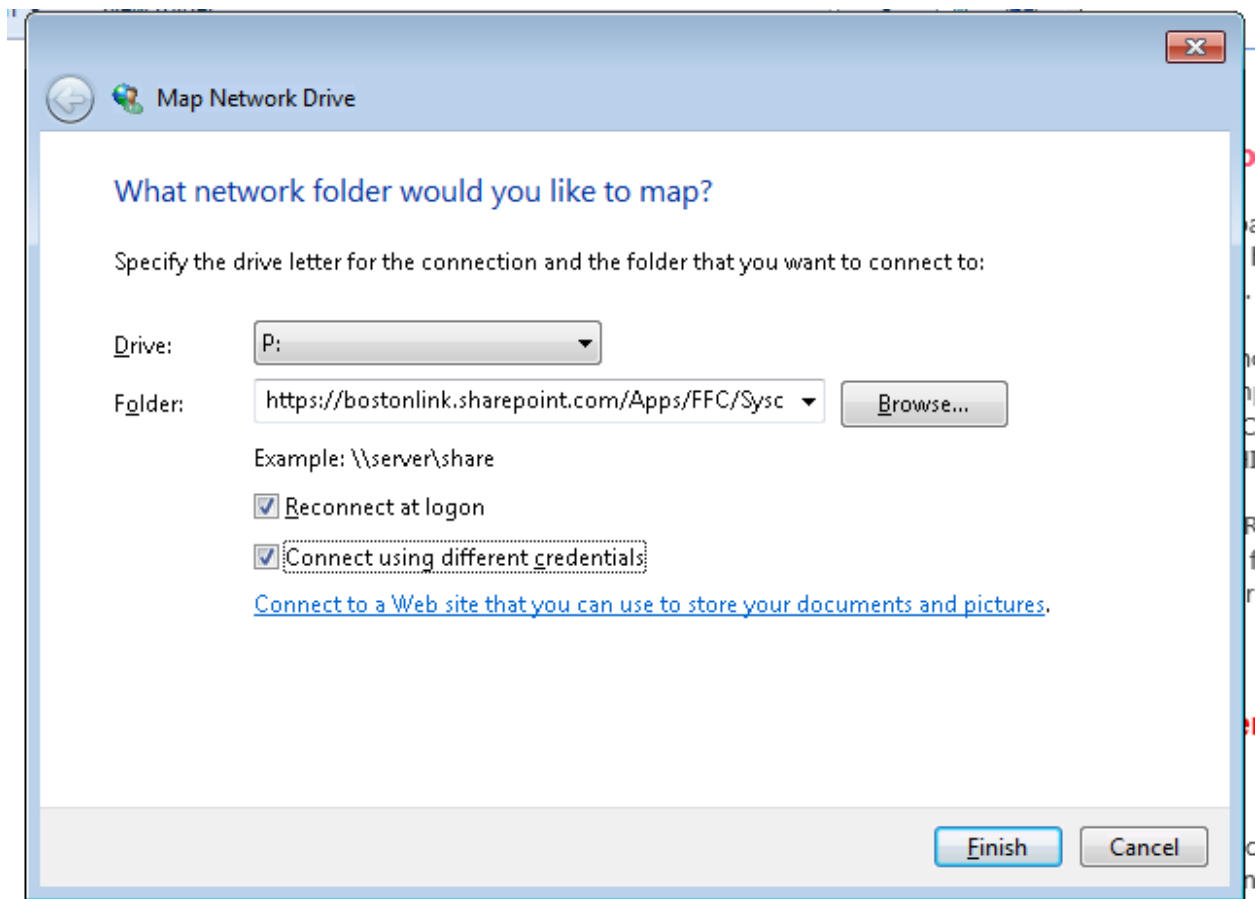 Map Network Drive
What network folder would you like to map?
Specify the drive letter for the connection and the folder that you want to connect to:
Drive: P:
Folder: https://bostonlink.sharepoint.com/Apps/FFC/Sysc Browse...
Example: \\server\share
Reconnect at logon
Connect using different credentials
Connect to a Web site that you can use to store your documents and pictures.
Finish Cancel